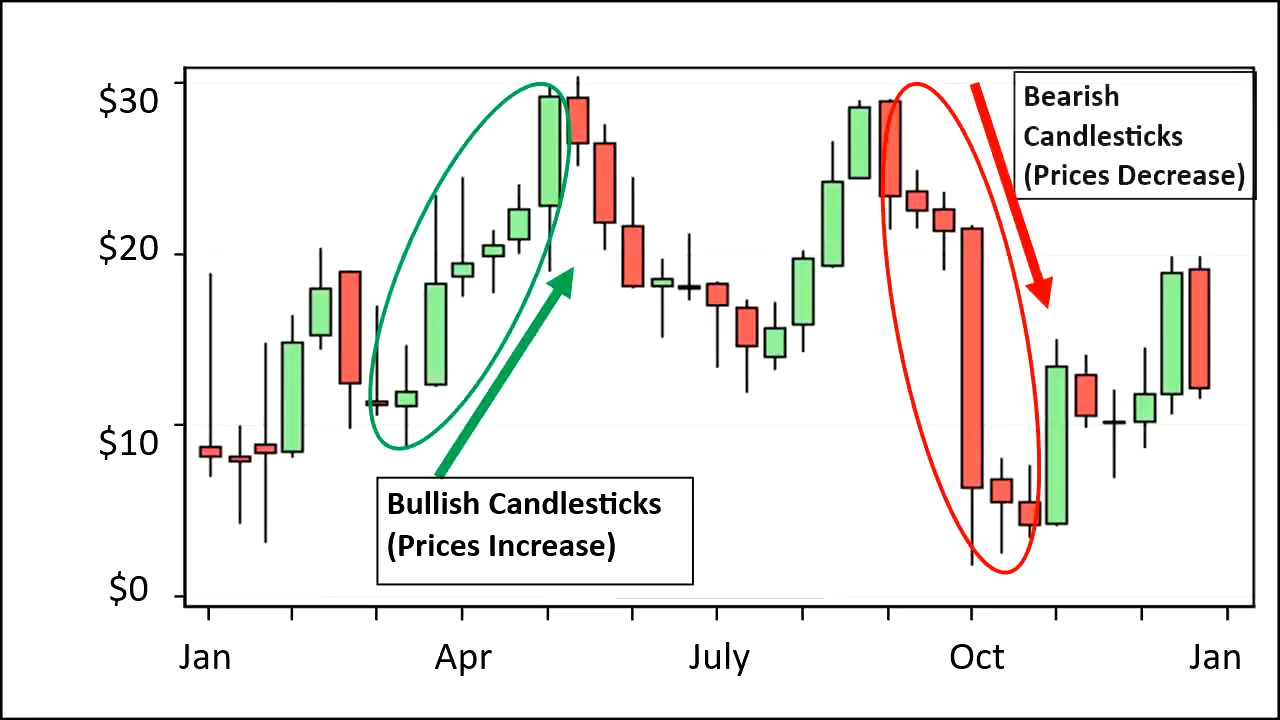 $30
$20
$10
$0
Jan
Apr
July
Oct
Jan
Bullish Candlesticks
(Prices Increase)
Bearish
Candlesticks
(Prices Decrease)